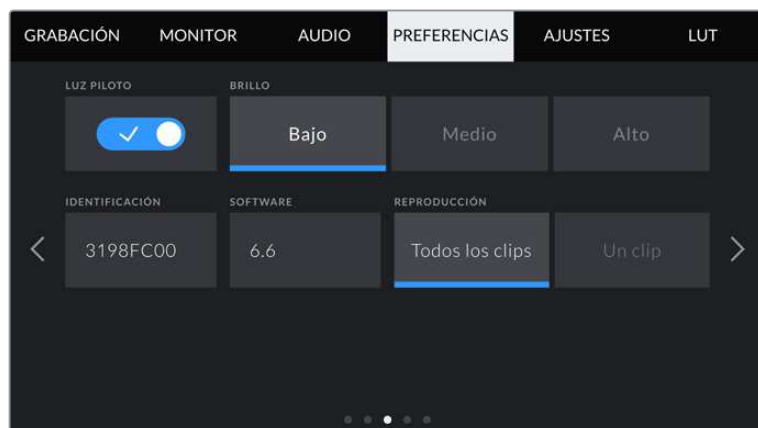 GRABACIÓN MONITOR AUDIO PREFERENCIAS AJUSTES LUT
LUZ PILOTO BRILLO
Bajo Medio Alto
IDENTIFICACIÓN SOFTWARE REPRODUCCIÓN
3198FC00 6.6 Todos los clips Un clip